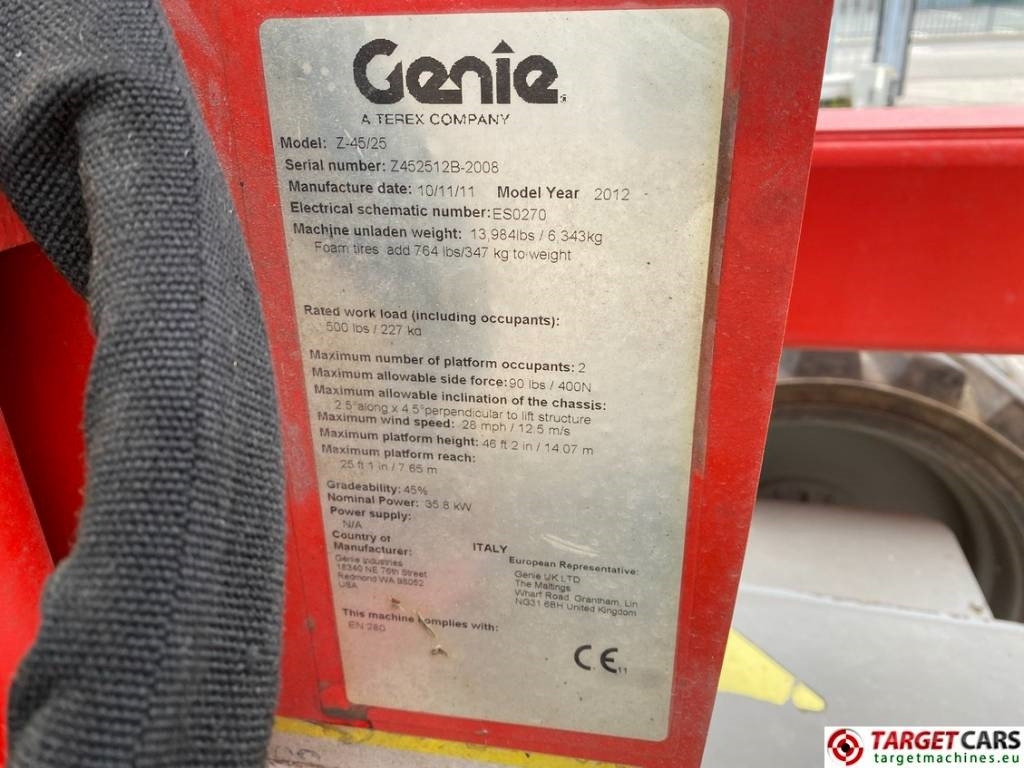 Genie
A TEREX COMPANY
Model: Z-45/25
Serial number: Z452512B-2008
Manufacture date: 10/11/11 Model Year 2012
Electrical schematic number: ES0270
Machine unladen weight: 13,984lbs / 6,343kg
Foam tires add 764 lbs/347 kg to weight
Rated work load (including occupants):
500 lbs / 227 kg
Maximum number of platform occupants: 2
Maximum allowable side force: 90 lbs / 400N
Maximum allowable inclination of the chassis:
2.5°along x 4.5°perpendicular to lift structure
Maximum wind speed: 28 mph / 12.5 m/s
Maximum platform height: 46 ft 2 in / 14.07 m
Maximum platform reach:
25 ft 1 in / 7.65 m
Gradeability: 45%
Nominal Power: 35.8 kW
Power supply:
N/A
Country of
Manufacturer: ITALY
Genie Industries
18340 NE 76th Street
Redmond WA 98052
USA
European Representative:
Genie UK LTD
The Maltings
Wharf Road, Grantham, Lin
NG31 6BH United Kingdom
This machine complies with:
EN 280
CE 11
TARGETCARS
targetmachines.eu